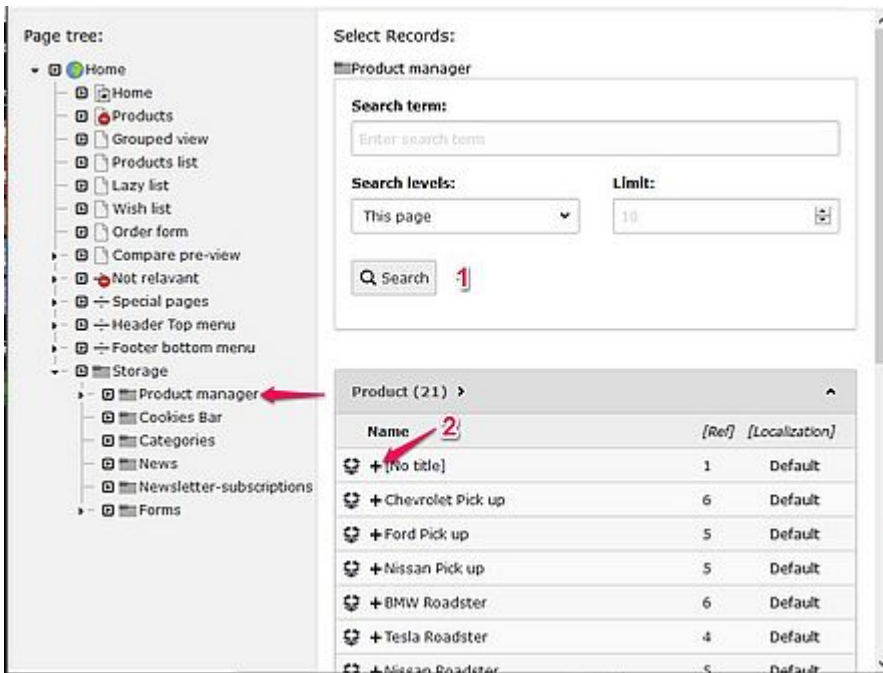 Page tree:
Home
Home
Products
Grouped view
Products list
Lazy list
Wish list
Order form
Compare pre-view
Not relavant
Special pages
Header Top menu
Footer bottom menu
Storage
Product manager
Cookies Bar
Categories
News
Newsletter-subscriptions
Forms
Select Records:
Product manager
Search term:
Enter search term
Search levels: Limit:
This page 10
Search 1
Product (21)
Name 2 [Ref] [Localization]
[No title] 1 Default
Chevrolet Pick up 6 Default
Ford Pick up 5 Default
Nissan Pick up 5 Default
BMW Roadster 6 Default
Tesla Roadster 4 Default
Nissan Roadster 5 Default